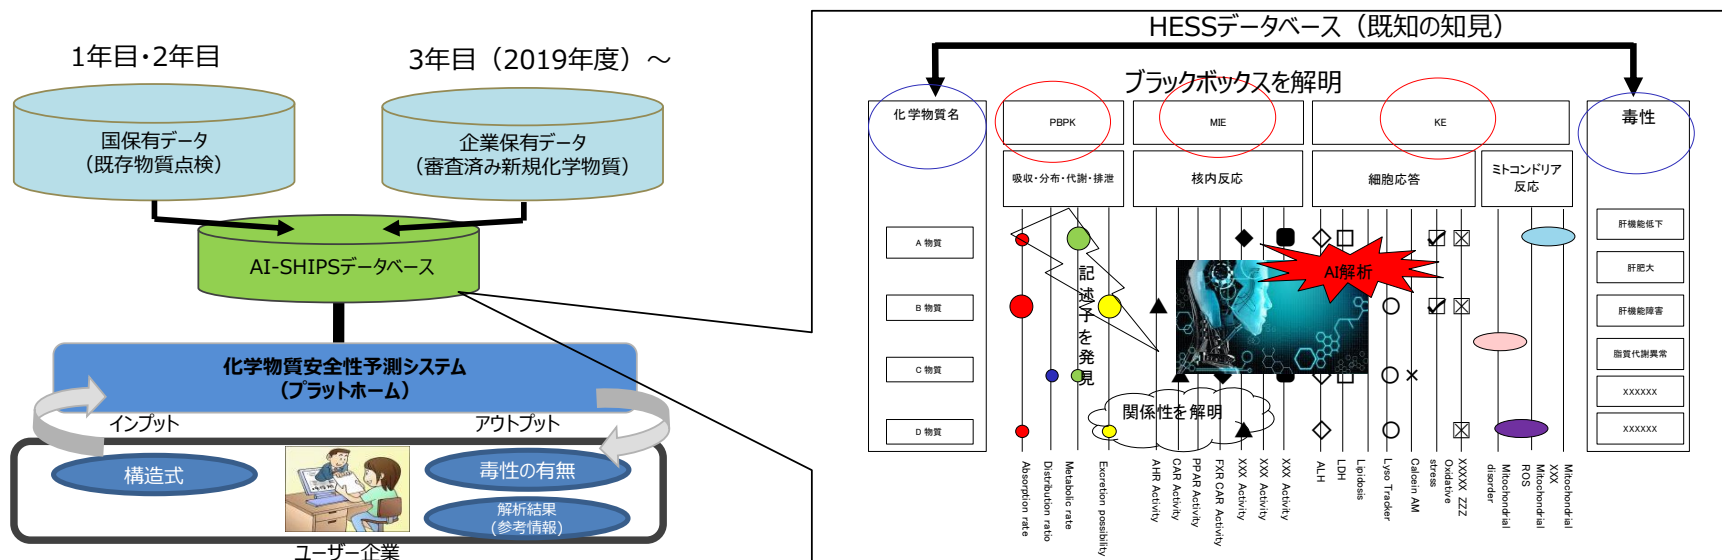 1年目・2年目
3年目（2019年度）～
国保有データ
（既存物質点検）
企業保有データ
（審査済み新規化学物質）
AI-SHIPSデータベース
化学物質安全性予測システム
（プラットホーム）
インプット
アウトプット
構造式
毒性の有無
解析結果
（参考情報）
ユーザー企業
HESSデータベース（既知の知見）
ブラックボックスを解明
化学物質名
PBPK
MIE
KE
毒性
吸収・分布・代謝・排泄
核内反応
細胞応答
ミトコンドリア
反応
A 物質
B 物質
C 物質
D 物質
記述子を発見
AI解析
関係性を解明
肝機能低下
肝肥大
肝機能障害
脂質代謝異常
XXXXXX
XXXXXX
Absorption rate
Distribution ratio
Metabolic rate
Excretion possibility
AHR Activity
CAR Activity
PPAR Activity
FXR CAR Activity
XXX Activity
XXX Activity
XXX Activity
ALH
LDH
Lipidosis
Lyso Tracker
Calcein AM
Oxidative
stress
XXXXX ZZZ
Mitochondrial
disorder
Mitochondrial
ROS
Mitochondrial
XXX